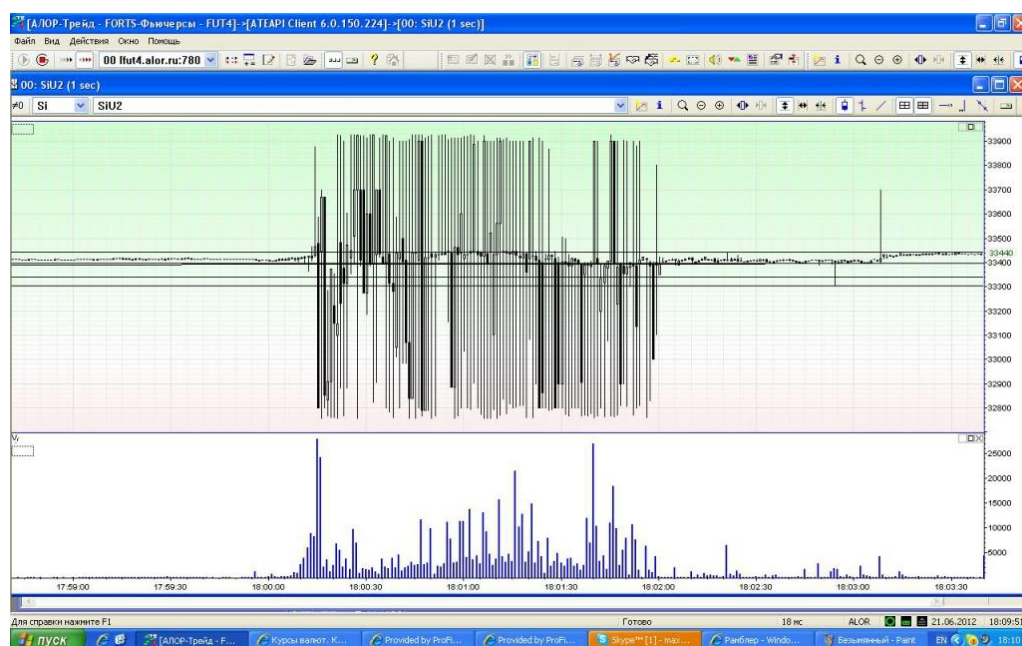 [АЛОР-Трейд - FORTS-Фьючерсы - FUT4]->[ATEAPI Client 6.0.150.224]->[00: SiU2 (1 sec)]
Файл Вид Действия Окно Помощь
00 lfut4.alor.ru:780
00: SiU2 (1 sec)
≠0 Si SiU2
33900
33800
33700
33600
33500
33440
33400
33300
33200
33100
33000
32900
32800
25000
20000
15000
10000
5000
17:59:00 17:59:30 18:00:00 18:00:30 18:01:00 18:01:30 18:02:00 18:02:30 18:03:00 18:03:30
Для справки нажмите F1 Готово 18 мс ALOR 21.06.2012 18:09:51
пуск [АЛОР-Трейд - F... Курсы валют. К... Provided by ProFi... Provided by ProFi... Skype™ [1] - max... Рамблер - Windo... Безымянный - Paint EN 18:10